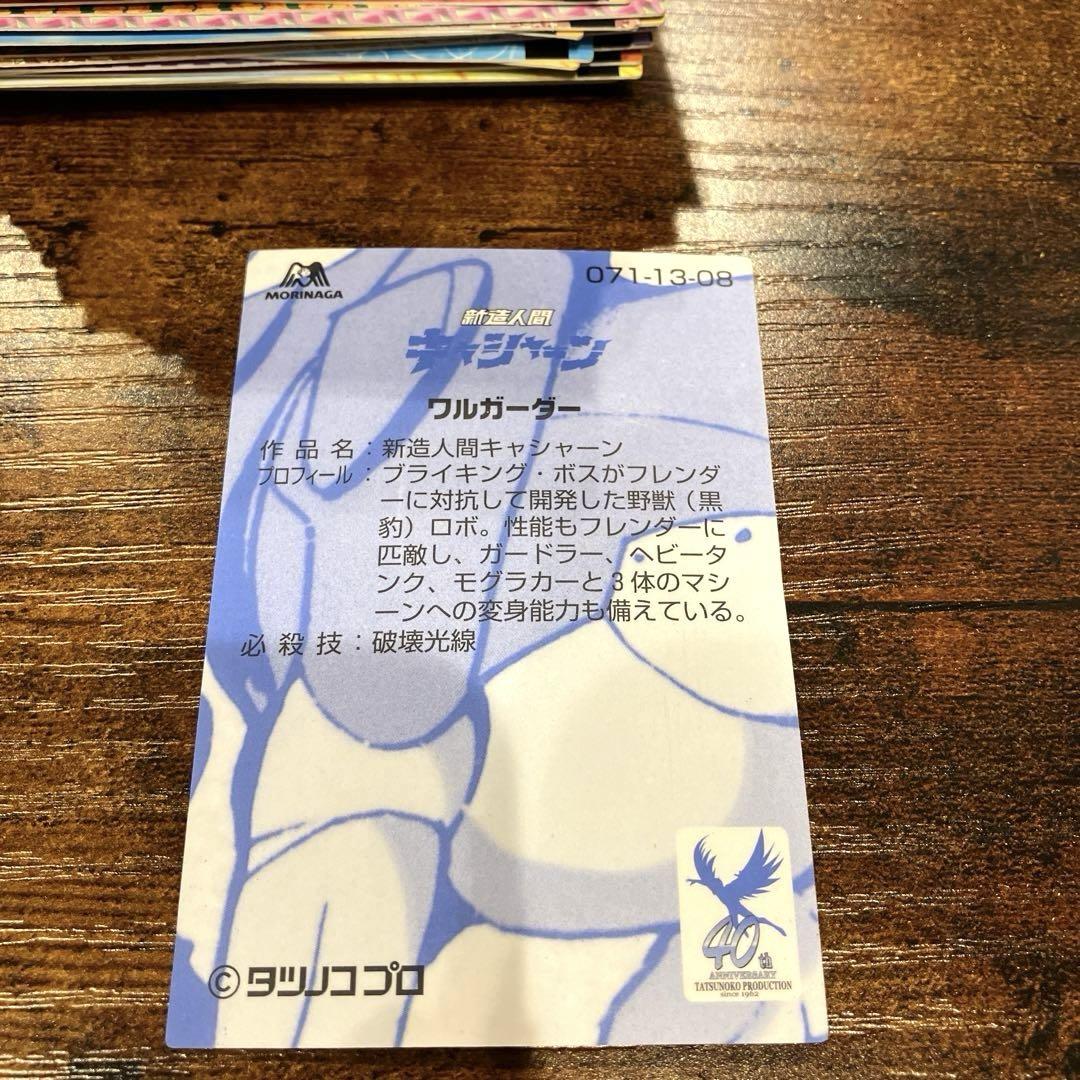 MORINAGA
071-13-08
新造人間
キャシャーン
ワルガーダー
作品名：新造人間キャシャーン
プロフィール：ブライキング・ボスがフレンダ
ーに対抗して開発した野獣（黒
豹）ロボ。性能もフレンダーに
匹敵し、ガードラー、ヘビータ
ンク、モグラカーと3体のマシ
ーンへの変身能力も備えている。
必殺技：破壊光線
40th
ANNIVERSARY
TATSUNOKO PRODUCTION
since 1962
©タツノコプロ